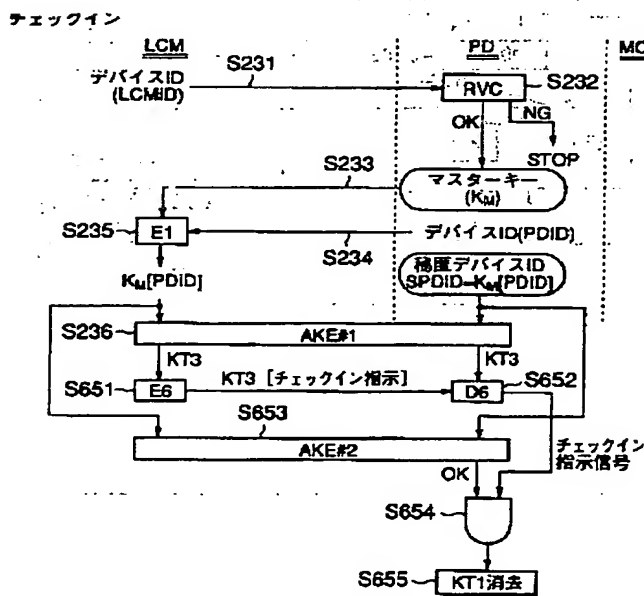 チェックイン
LCM
PD
MC
デバイスID
(LCMID)
S231
RVC
S232
OK
NG
STOP
S233
マスターキー
(KM)
S235
E1
S234
デバイスID(PDID)
KM[PDID]
秘匿デバイスID
SPDID=KM[PDID]
S236
AKE#1
KT3
KT3
S651
E6
KT3 [チェックイン指示]
D6
S652
S653
AKE#2
チェックイン
指示信号
OK
S654
S655
KT1消去